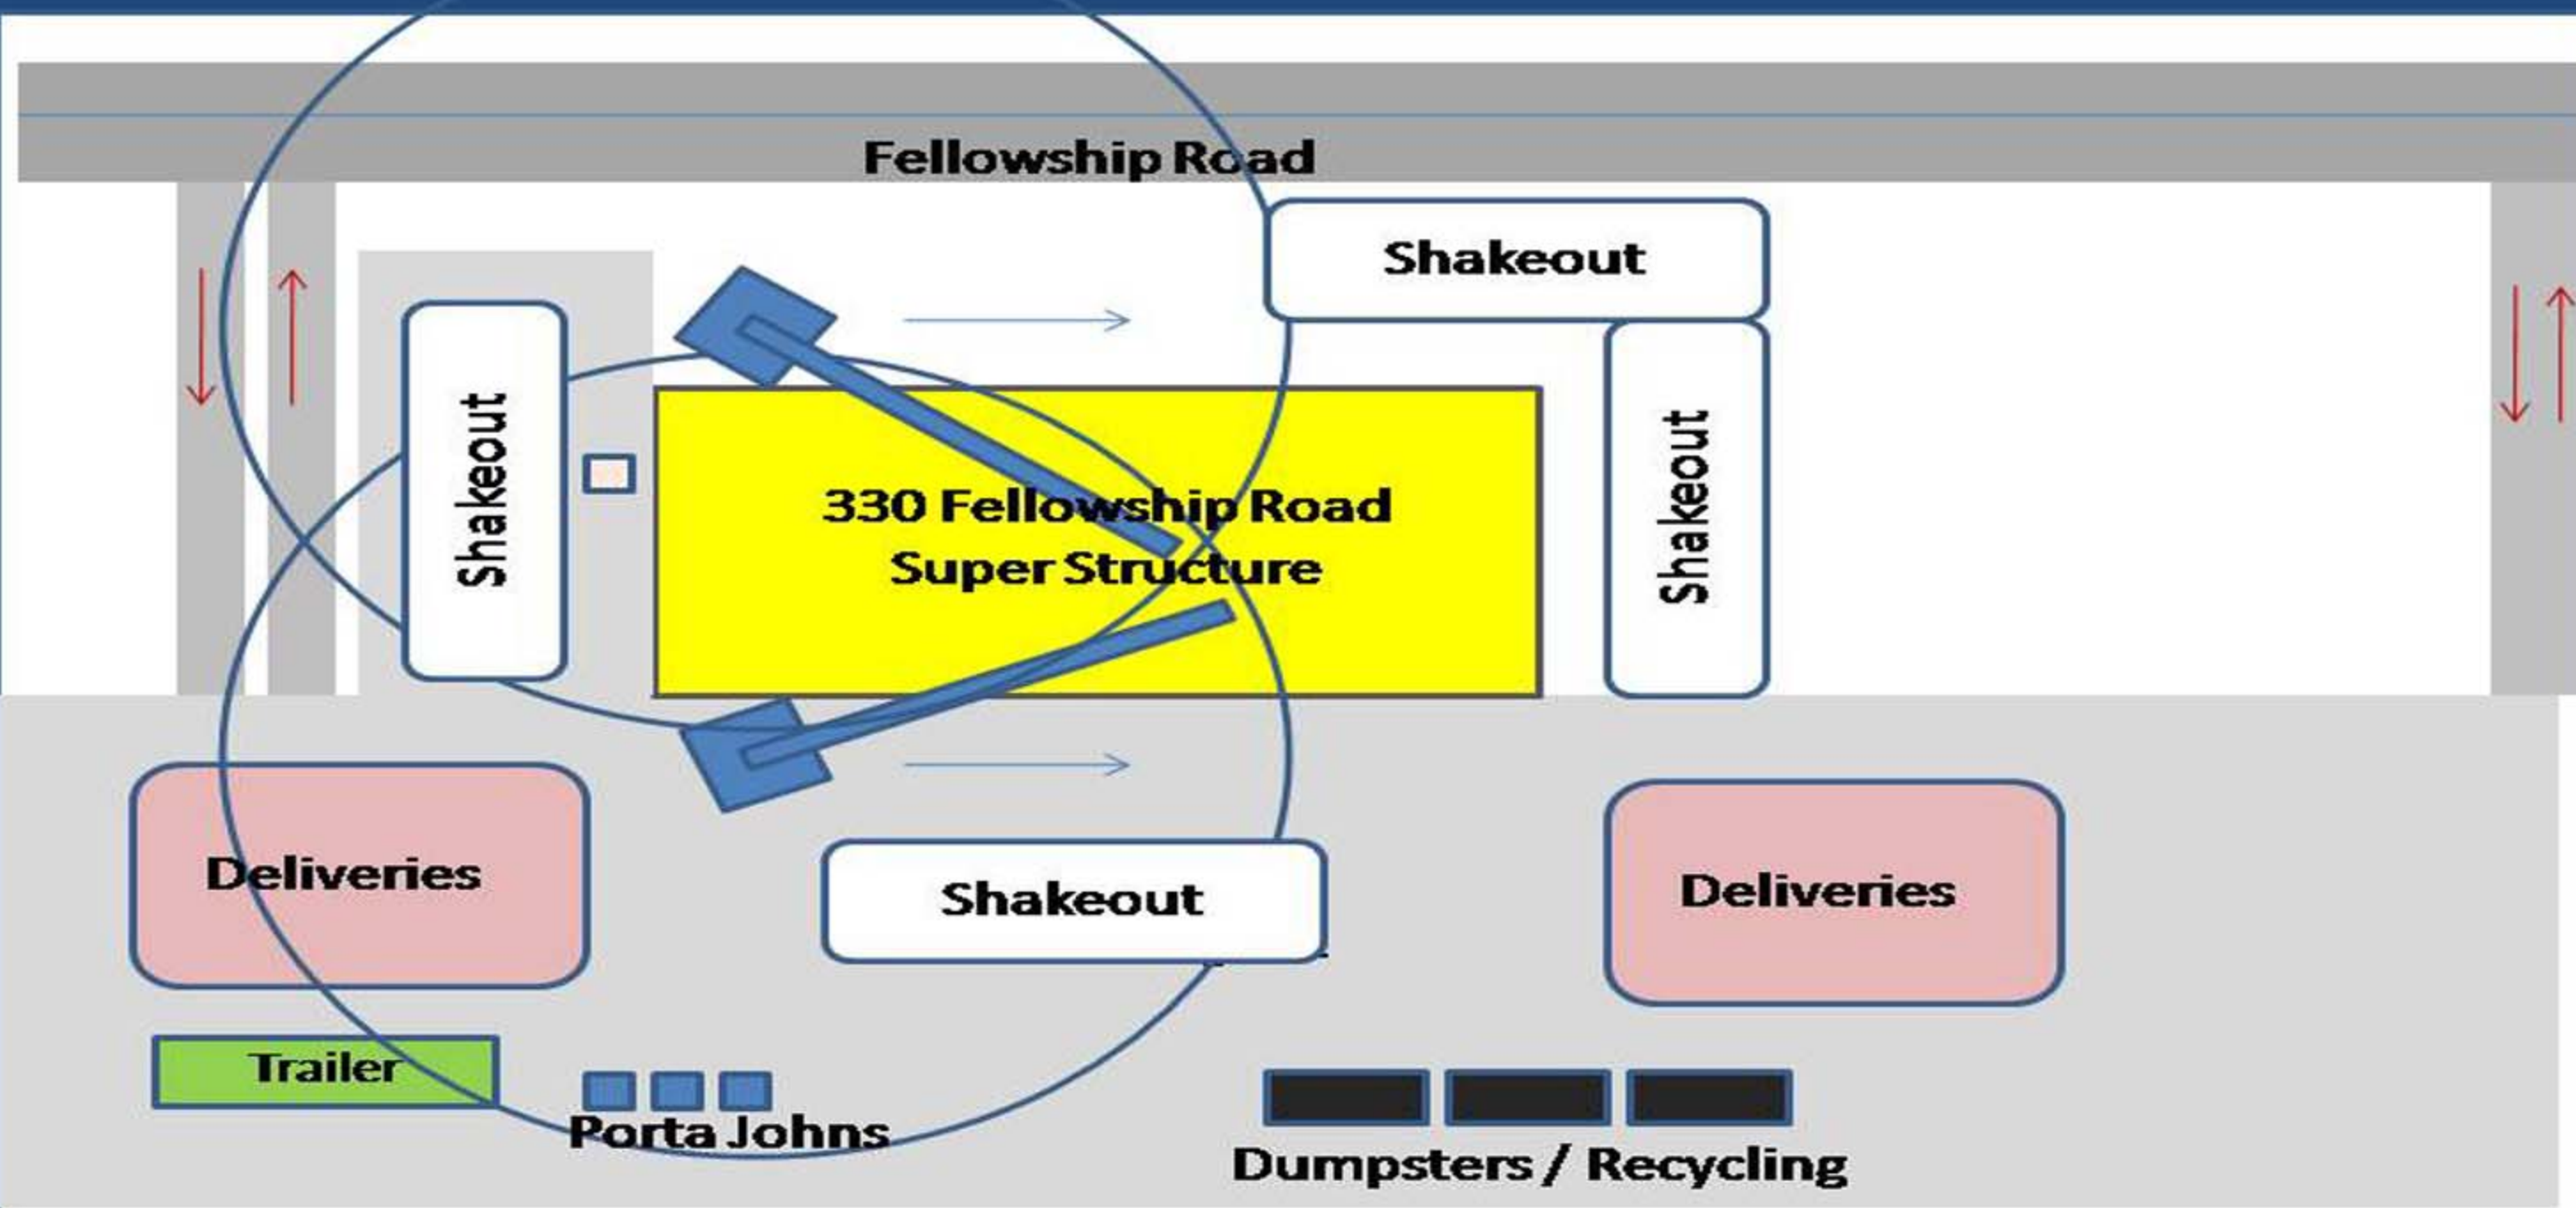 Fellowship Road
Shakeout
Shakeout
330 Fellowship Road
Super Structure
Shakeout
Deliveries
Shakeout
Deliveries
Trailer
Porta Johns
Dumpsters / Recycling